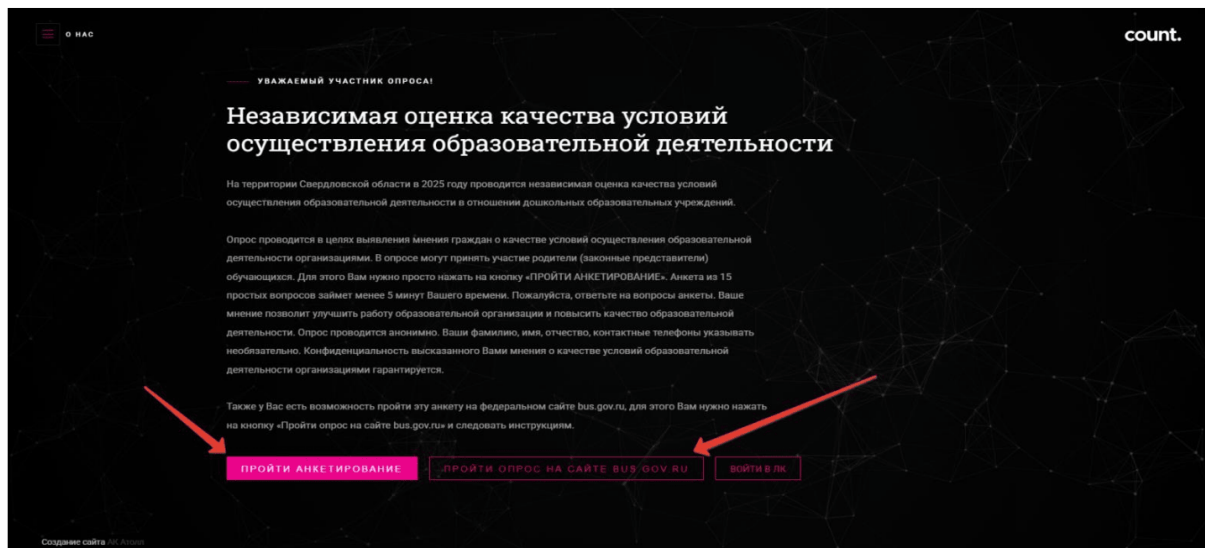 О НАС
count.
УВАЖАЕМЫЙ УЧАСТНИК ОПРОСА!
Независимая оценка качества условий
осуществления образовательной деятельности
На территории Свердловской области в 2025 году проводится независимая оценка качества условий
осуществления образовательной деятельности в отношении дошкольных образовательных учреждений.
Опрос проводится в целях выявления мнения граждан о качестве условий осуществления образовательной
деятельности организациями. В опросе могут принять участие родители (законные представители)
обучающихся. Для этого Вам нужно просто нажать на кнопку «ПРОЙТИ АНКЕТИРОВАНИЕ». Анкета из 15
простых вопросов займет менее 5 минут Вашего времени. Пожалуйста, ответьте на вопросы анкеты. Ваше
мнение позволит улучшить работу образовательной организации и повысить качество образовательной
деятельности. Опрос проводится анонимно. Ваши фамилию, имя, отчество, контактные телефоны указывать
необязательно. Конфиденциальность высказанного Вами мнения о качестве условий образовательной
деятельности организациями гарантируется.
Также у Вас есть возможность пройти эту анкету на федеральном сайте bus.gov.ru, для этого Вам нужно нажать
на кнопку «Пройти опрос на сайте bus.gov.ru» и следовать инструкциям.
ПРОЙТИ АНКЕТИРОВАНИЕ
ПРОЙТИ ОПРОС НА САЙТЕ BUS.GOV.RU
ВОЙТИ В ЛК
Создание сайта АК Атолл